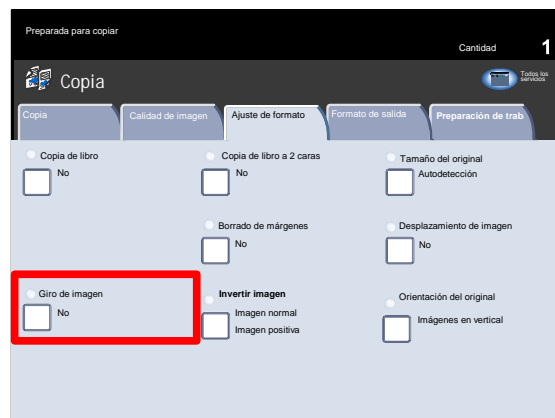 Preparada para copiar
Cantidad 1
Copia
Todos los
servicios
Copia Calidad de imagen Ajuste de formato Formato de salida Preparación de trab
Copia de libro Copia de libro a 2 caras Tamaño del original
No No Autodetección
Borrado de márgenes Desplazamiento de imagen
No No
Giro de imagen Invertir imagen Orientación del original
No Imagen normal Imágenes en vertical
Imagen positiva